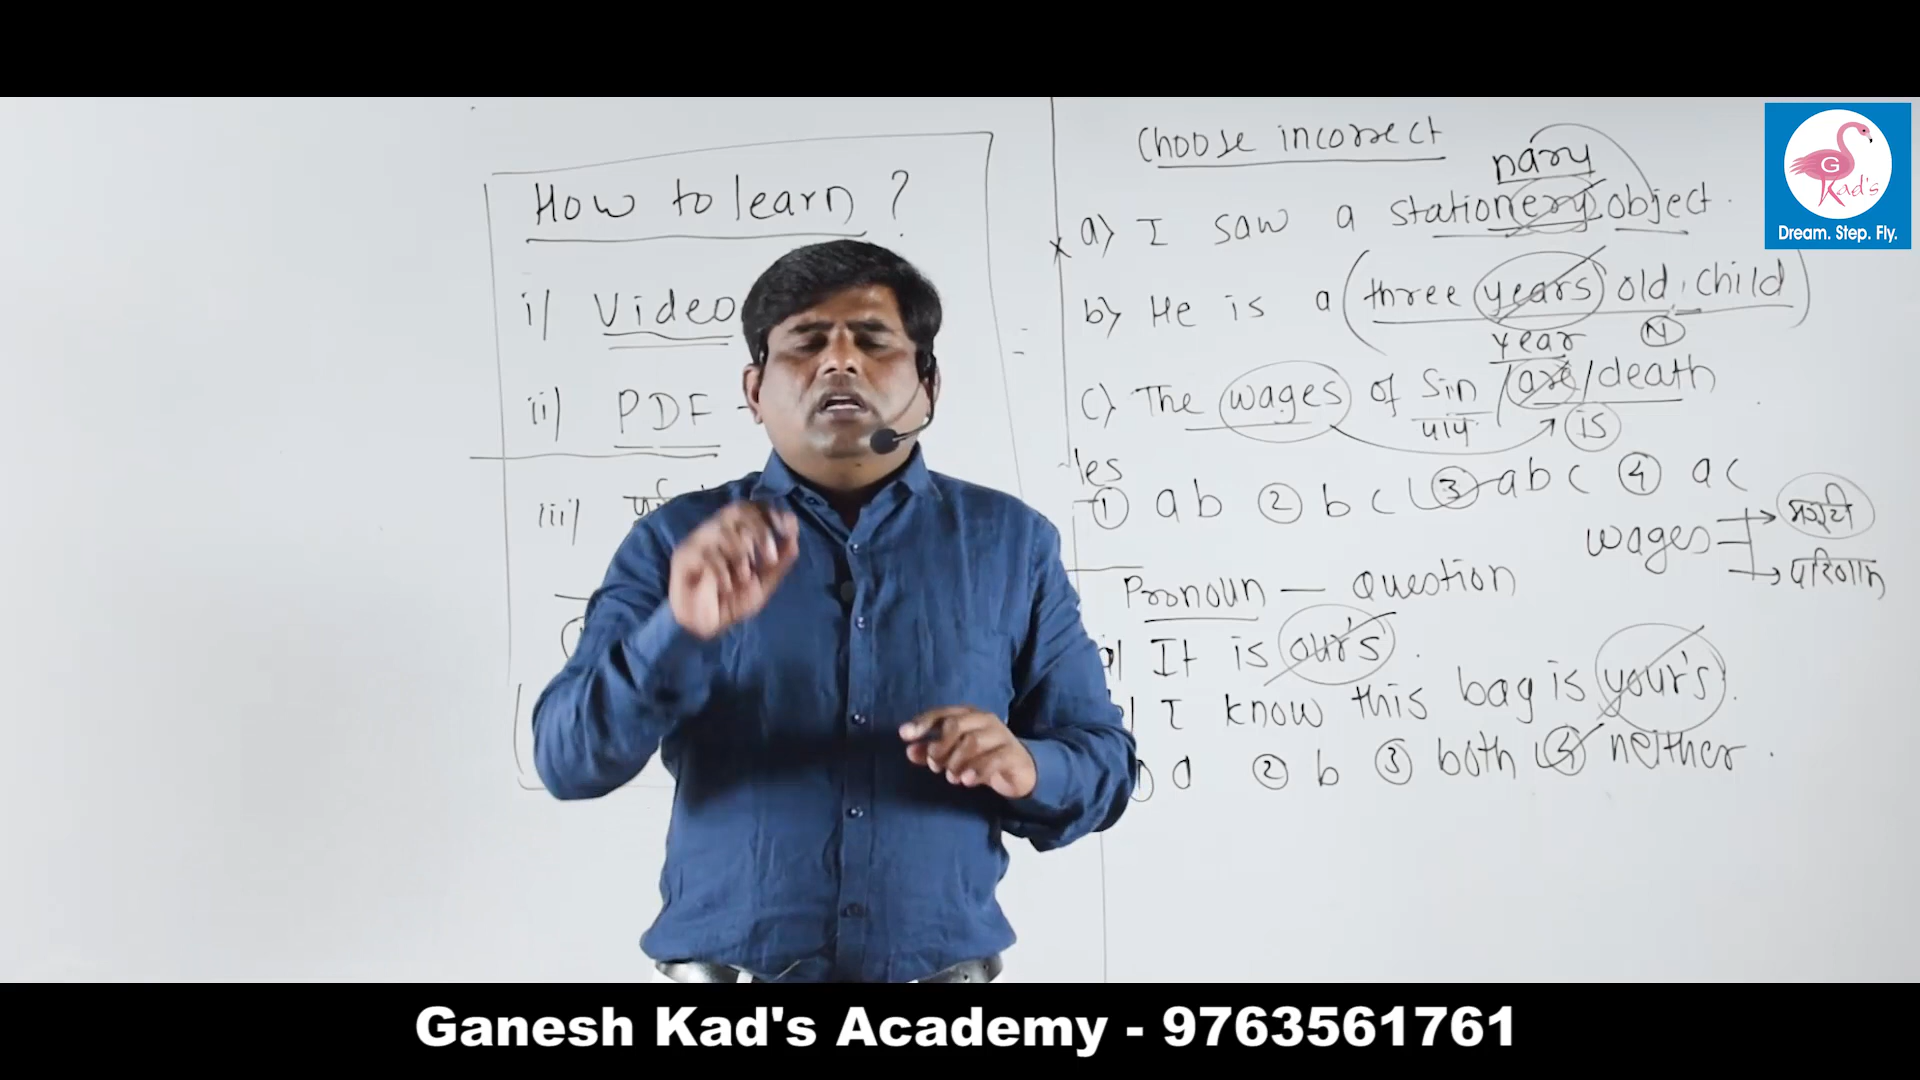 How to learn ?
i) Video
ii) PDF -
iii)
Choose incorrect
nary
x a) I saw a stationery object.
b) He is a (three years old child)
year N
c) The wages of Sin / are / death
पाप is
les
① ab ② bc ③ abc ④ ac
wages → मजूरी
→ परिणाम
Pronoun — Question
It is our's.
I know this bag is your's.
a ② b ③ both ④ neither.
G
Kad's
Dream. Step. Fly.
Ganesh Kad's Academy - 9763561761